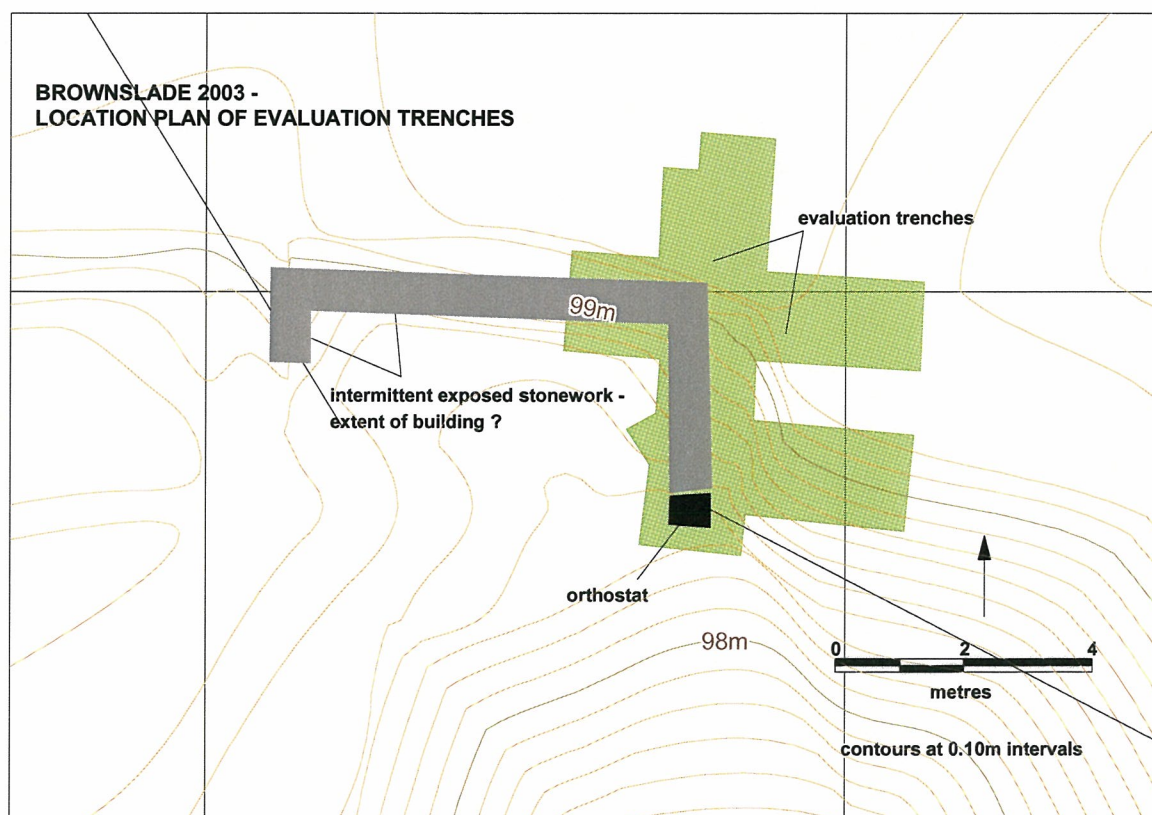 BROWNSLADE 2003 -
LOCATION PLAN OF EVALUATION TRENCHES
evaluation trenches
99m
intermittent exposed stonework -
extent of building ?
orthostat
98m
0 2 4
metres
contours at 0.10m intervals